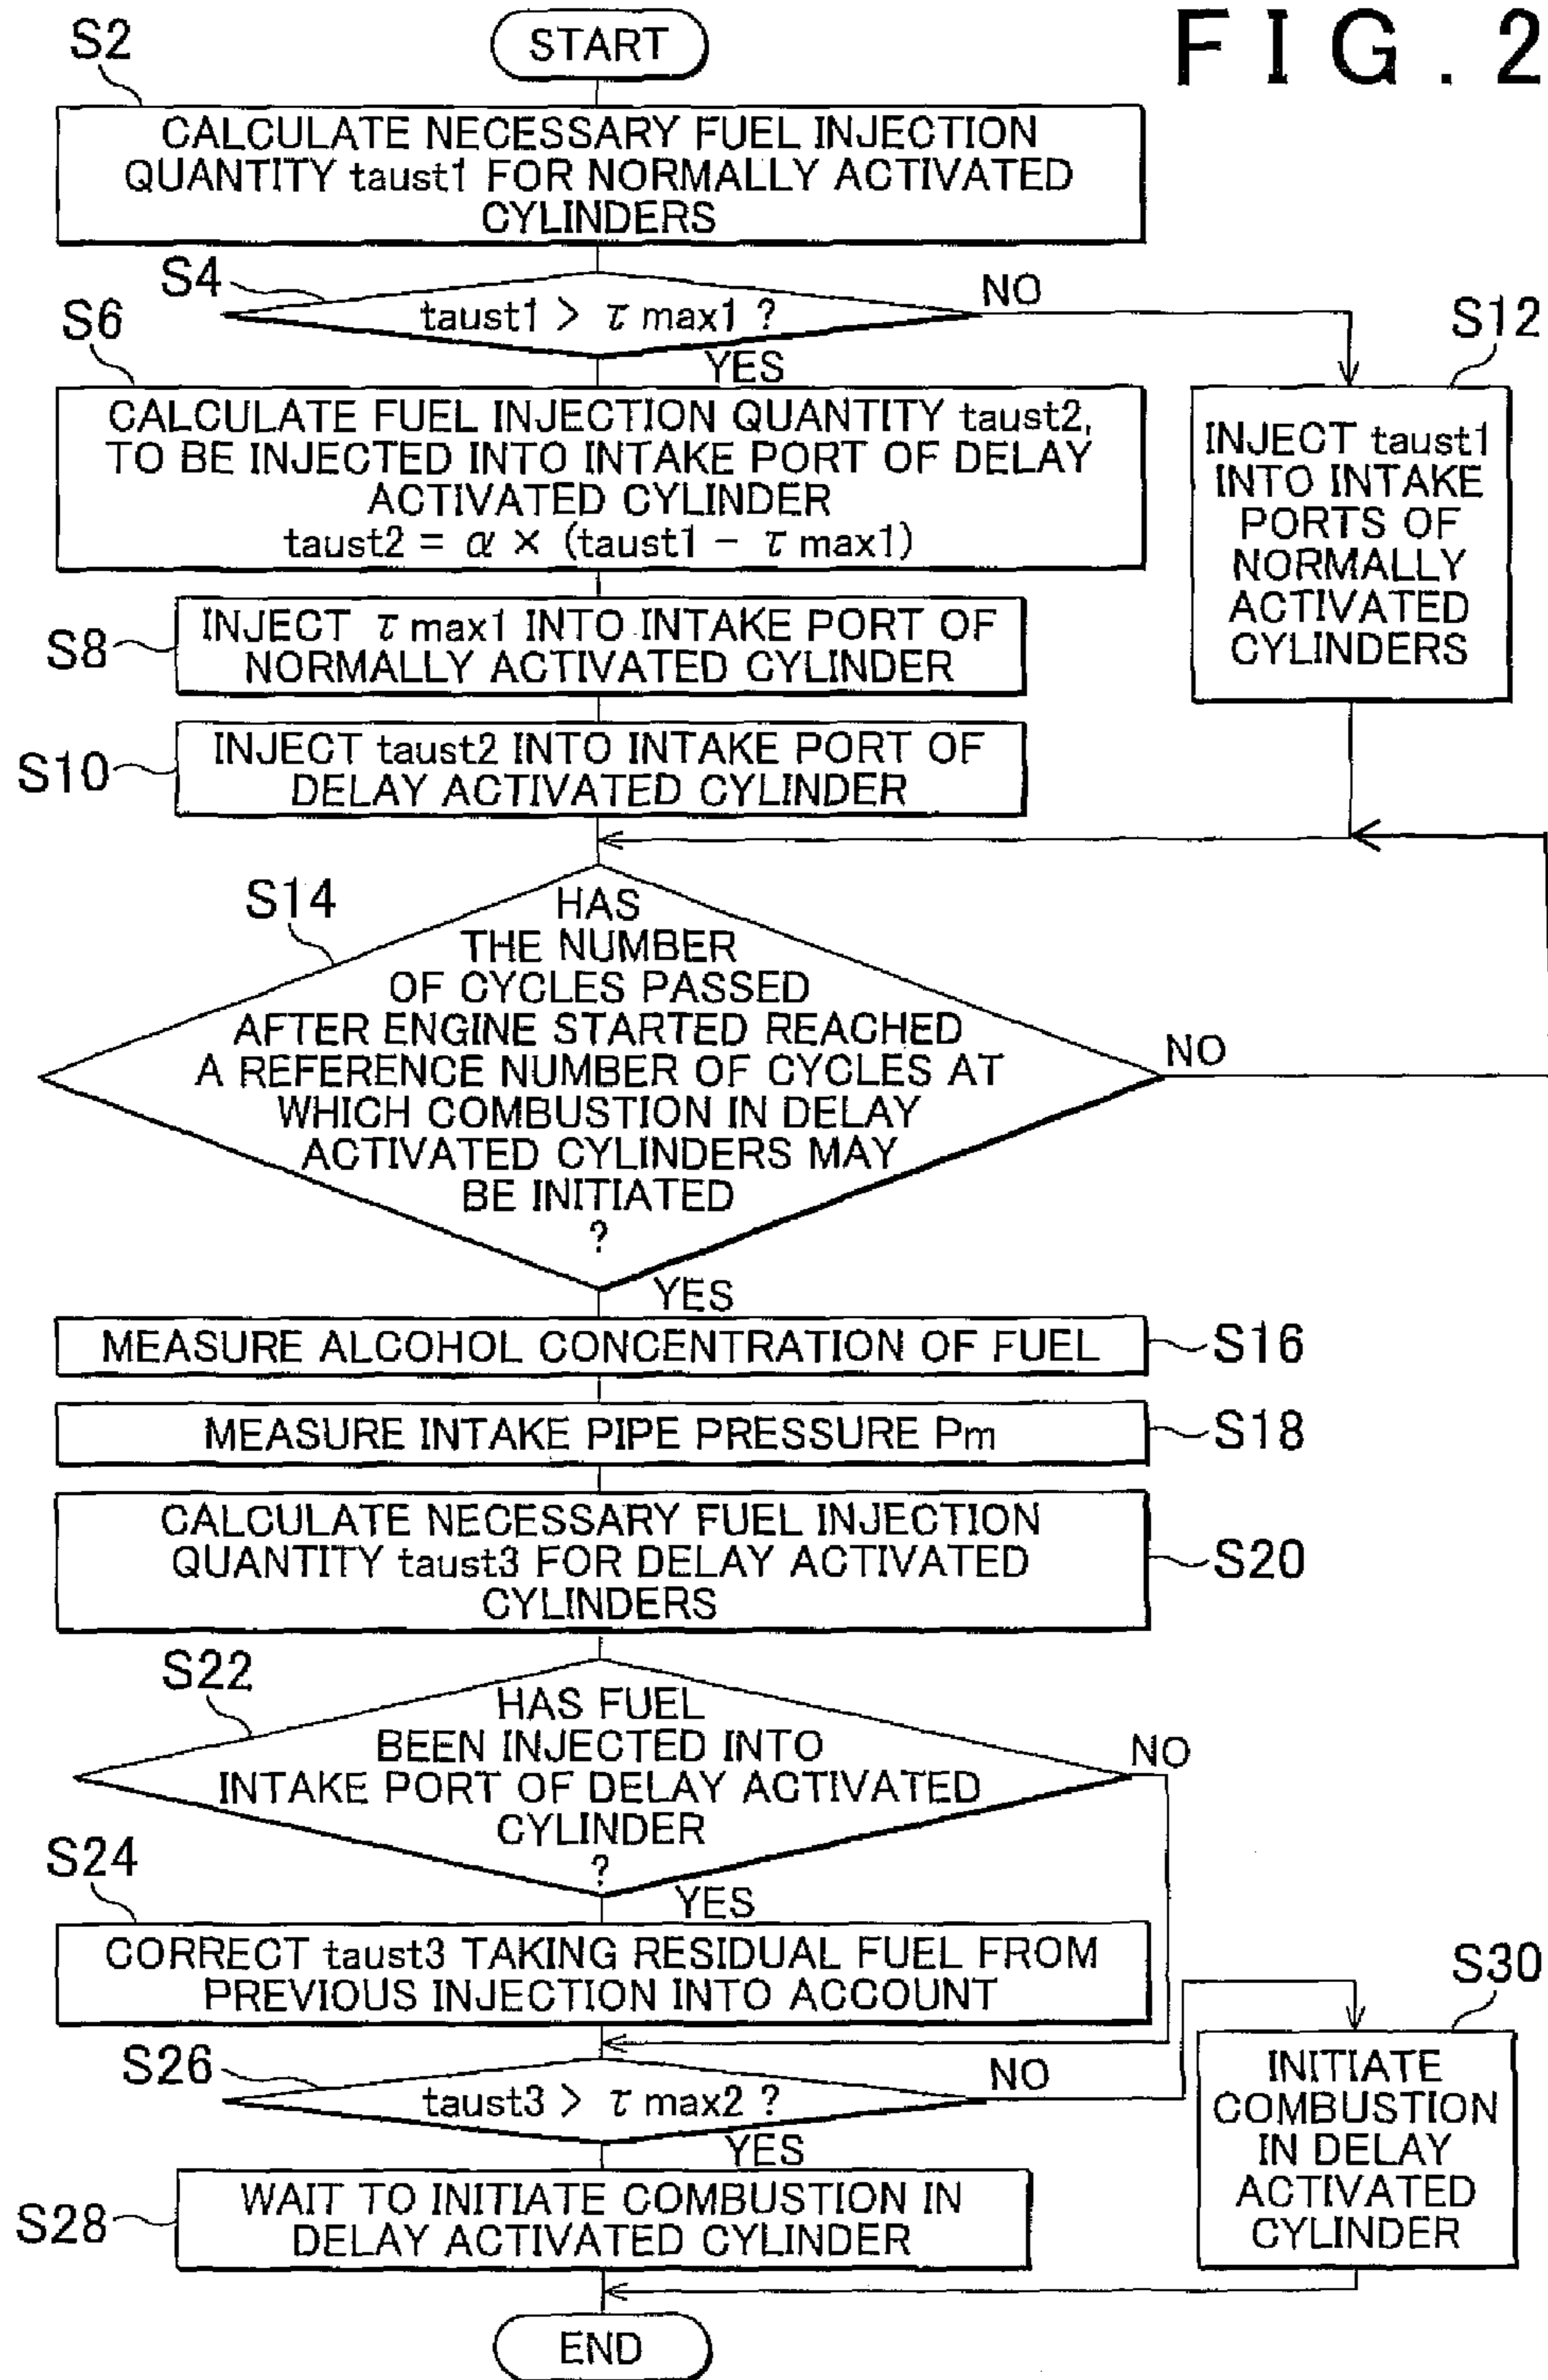 FIG. 2
START
S2
CALCULATE NECESSARY FUEL INJECTION
QUANTITY taust1 FOR NORMALLY ACTIVATED
CYLINDERS
S4
taust1 > τ max1 ?
NO
YES
S6
CALCULATE FUEL INJECTION QUANTITY taust2,
TO BE INJECTED INTO INTAKE PORT OF DELAY
ACTIVATED CYLINDER
taust2 = α × (taust1 - τ max1)
S12
INJECT taust1
INTO INTAKE
PORTS OF
NORMALLY
ACTIVATED
CYLINDERS
S8
INJECT τ max1 INTO INTAKE PORT OF
NORMALLY ACTIVATED CYLINDER
S10
INJECT taust2 INTO INTAKE PORT OF
DELAY ACTIVATED CYLINDER
S14
HAS
THE NUMBER
OF CYCLES PASSED
AFTER ENGINE STARTED REACHED
A REFERENCE NUMBER OF CYCLES AT
WHICH COMBUSTION IN DELAY
ACTIVATED CYLINDERS MAY
BE INITIATED
?
NO
YES
MEASURE ALCOHOL CONCENTRATION OF FUEL
S16
MEASURE INTAKE PIPE PRESSURE Pm
S18
CALCULATE NECESSARY FUEL INJECTION
QUANTITY taust3 FOR DELAY ACTIVATED
CYLINDERS
S20
S22
HAS FUEL
BEEN INJECTED INTO
INTAKE PORT OF DELAY ACTIVATED
CYLINDER
?
NO
YES
S24
CORRECT taust3 TAKING RESIDUAL FUEL FROM
PREVIOUS INJECTION INTO ACCOUNT
S26
taust3 > τ max2 ?
NO
YES
S30
INITIATE
COMBUSTION
IN DELAY
ACTIVATED
CYLINDER
S28
WAIT TO INITIATE COMBUSTION IN
DELAY ACTIVATED CYLINDER
END